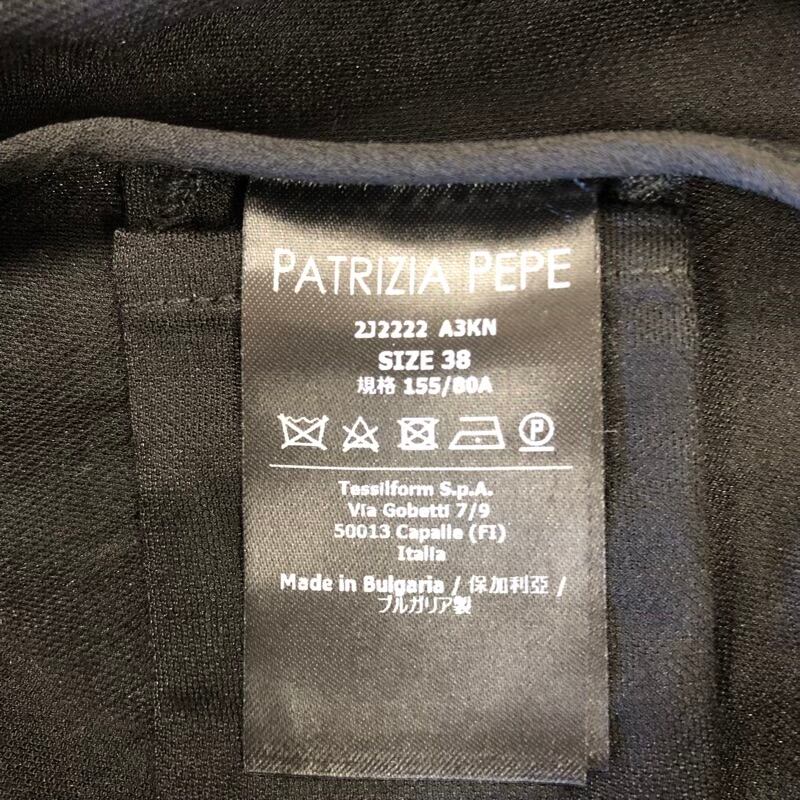 PATRIZIA PEPE
2J2222 A3KN
SIZE 38
規格 155/80A
P
Tessilform S.p.A.
Via Gobetti 7/9
50013 Capalle (FI)
Italia
Made in Bulgaria / 保加利亞 /
ブルガリア製